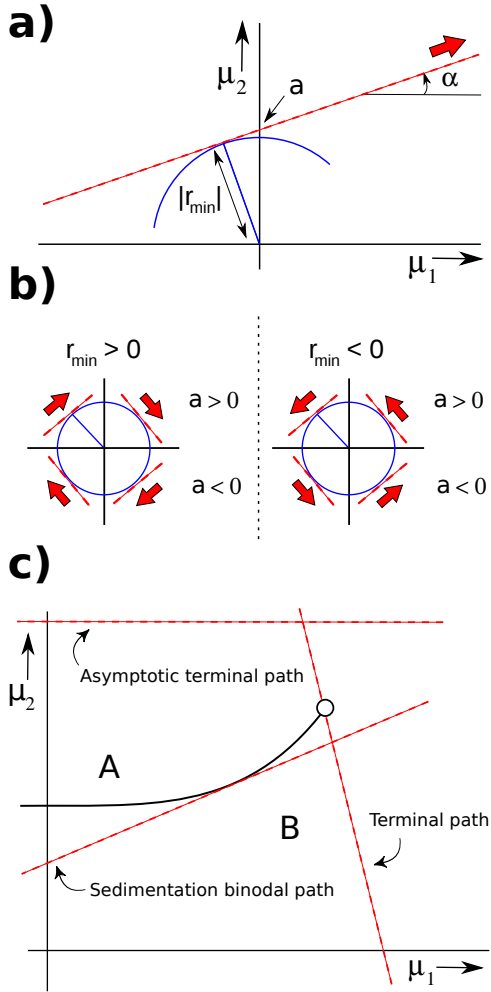 a)
μ2
a
α
|rmin|
μ1
b)
rmin > 0
rmin < 0
a > 0
a > 0
a < 0
a < 0
c)
μ2
Asymptotic terminal path
A
B
Terminal path
Sedimentation binodal path
μ1